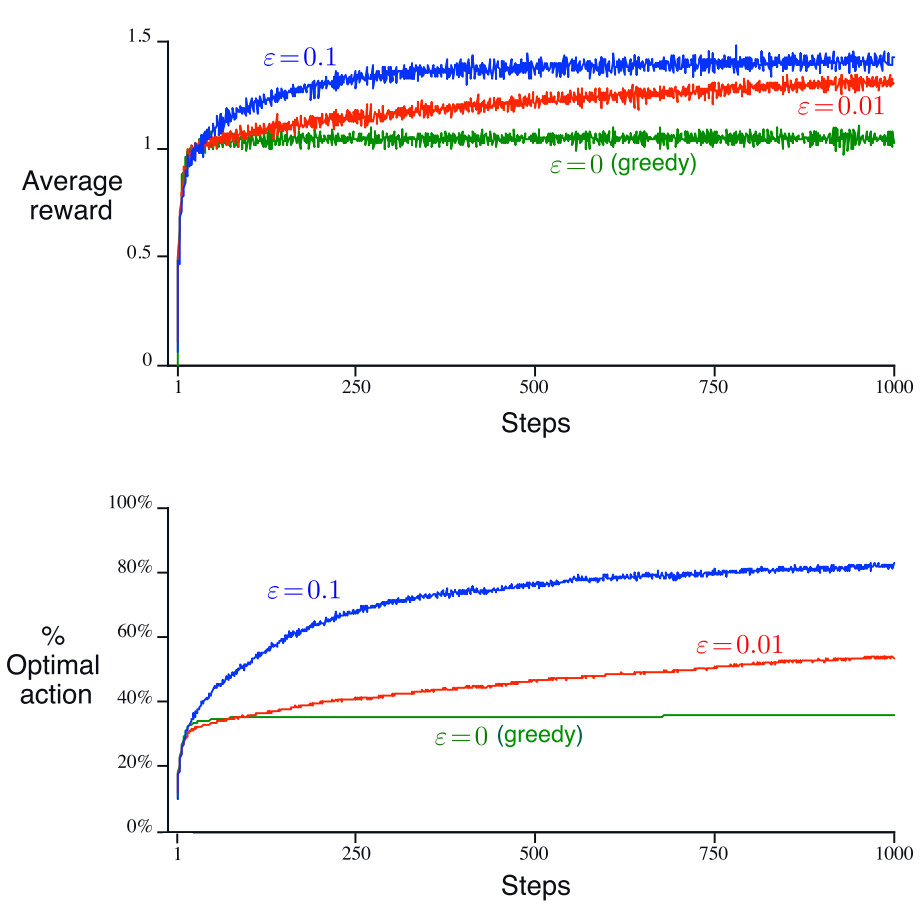 1.5
ε=0.1
ε=0.01
1
ε=0 (greedy)
Average
reward
0.5
0
1
250
500
750
1000
Steps
100%
80%
ε=0.1
60%
ε=0.01
%
Optimal
action
40%
ε=0 (greedy)
20%
0%
1
250
500
750
1000
Steps